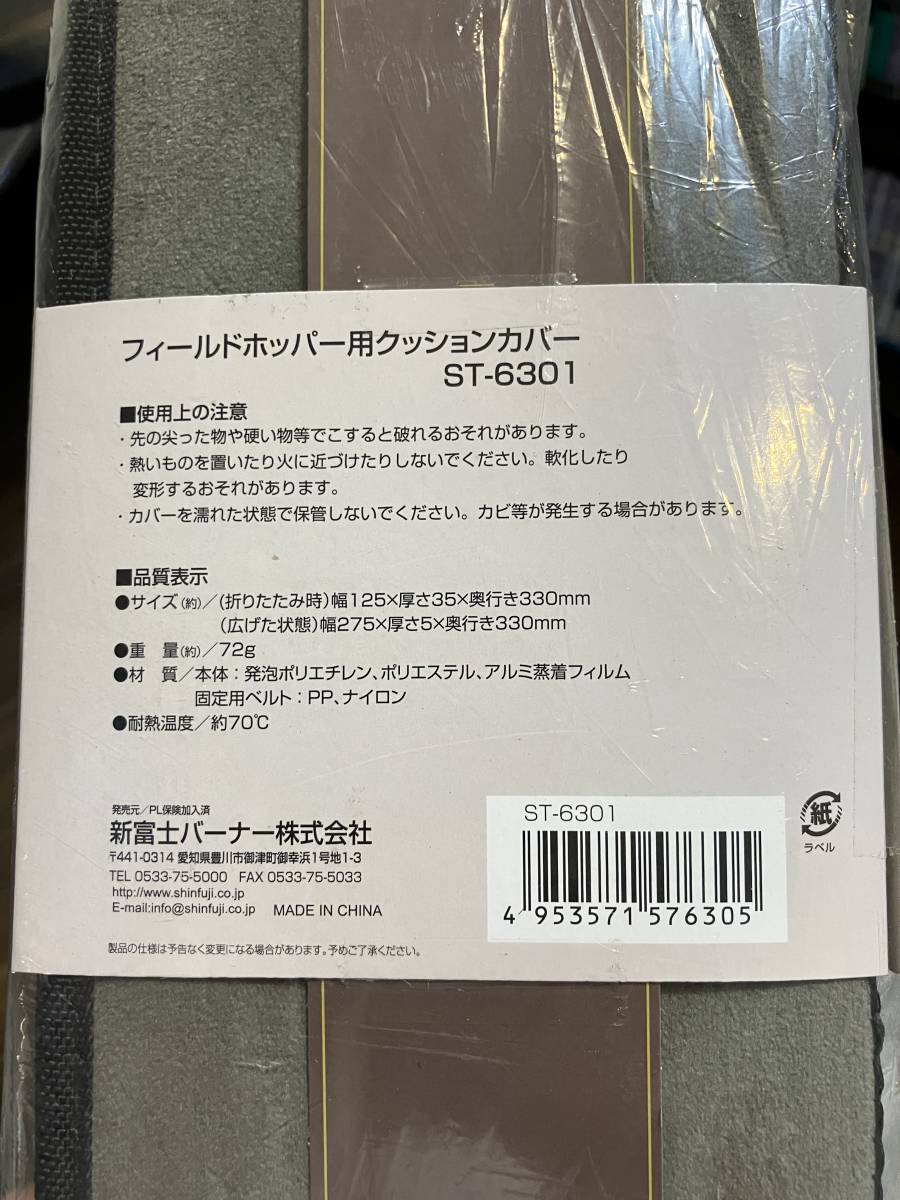 フィールドホッパー用クッションカバー
ST-6301
■使用上の注意
・先の尖った物や硬い物等でこすると破れるおそれがあります。
・熱いものを置いたり火に近づけたりしないでください。軟化したり
変形するおそれがあります。
・カバーを濡れた状態で保管しないでください。カビ等が発生する場合があります。
■品質表示
●サイズ(約)/(折りたたみ時)幅125×厚さ35×奥行き330mm
(広げた状態)幅275×厚さ5×奥行き330mm
●重 量(約)/72g
●材 質/本体:発泡ポリエチレン、ポリエステル、アルミ蒸着フィルム
固定用ベルト:PP、ナイロン
●耐熱温度/約70℃
発売元/PL保険加入済
新富士バーナー株式会社
〒441-0314 愛知県豊川市御津町御幸浜1号地1-3
TEL 0533-75-5000 FAX 0533-75-5033
http://www.shinfuji.co.jp
E-mail:info@shinfuji.co.jp MADE IN CHINA
製品の仕様は予告なく変更になる場合があります。予めご了承ください。
ST-6301
4 953571 576305
紙
ラベル